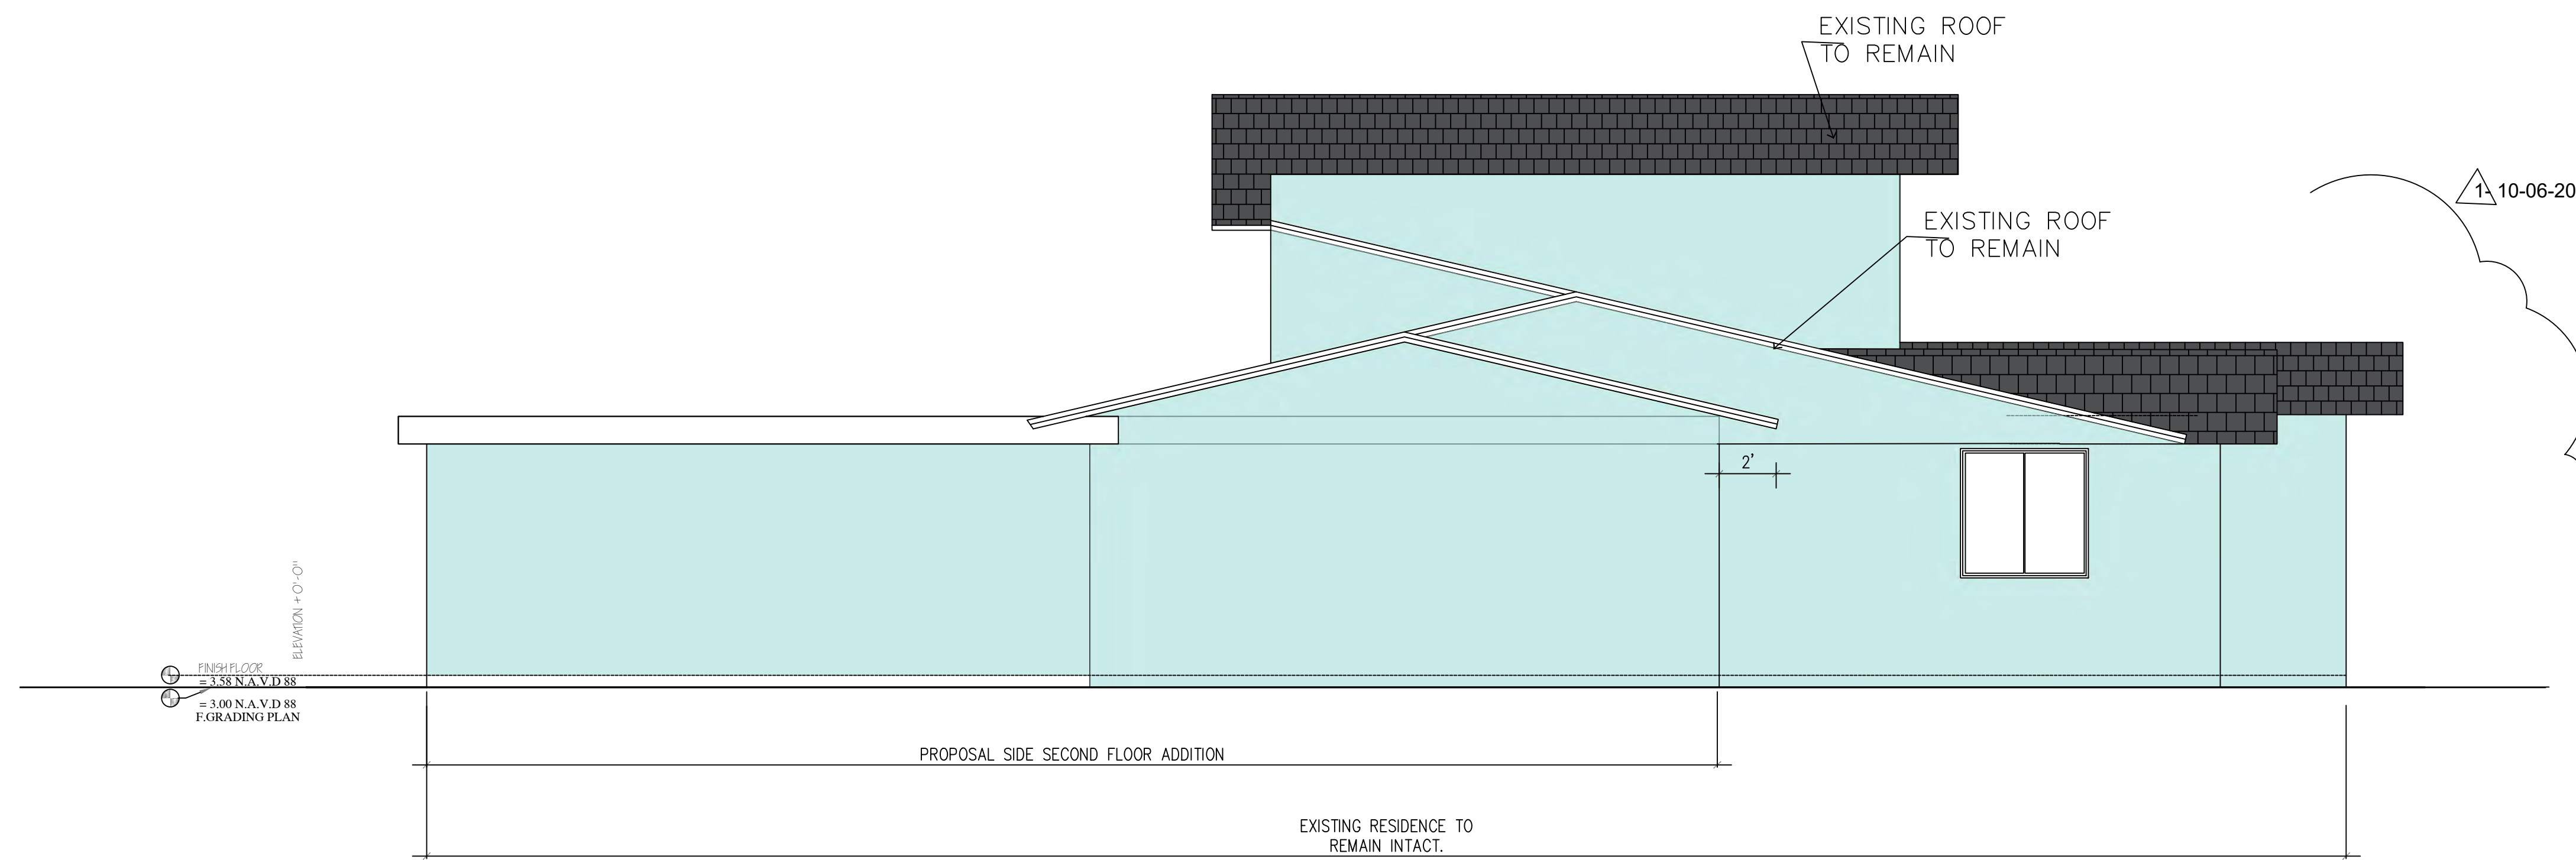 EXISTING ROOF
TO REMAIN
1- 10-06-20
EXISTING ROOF
TO REMAIN
2'
ELEVATION +0'-0"
FINISH FLOOR
= 3.58 N.A.V.D 88
= 3.00 N.A.V.D 88
F.GRADING PLAN
PROPOSAL SIDE SECOND FLOOR ADDITION
EXISTING RESIDENCE TO
REMAIN INTACT.